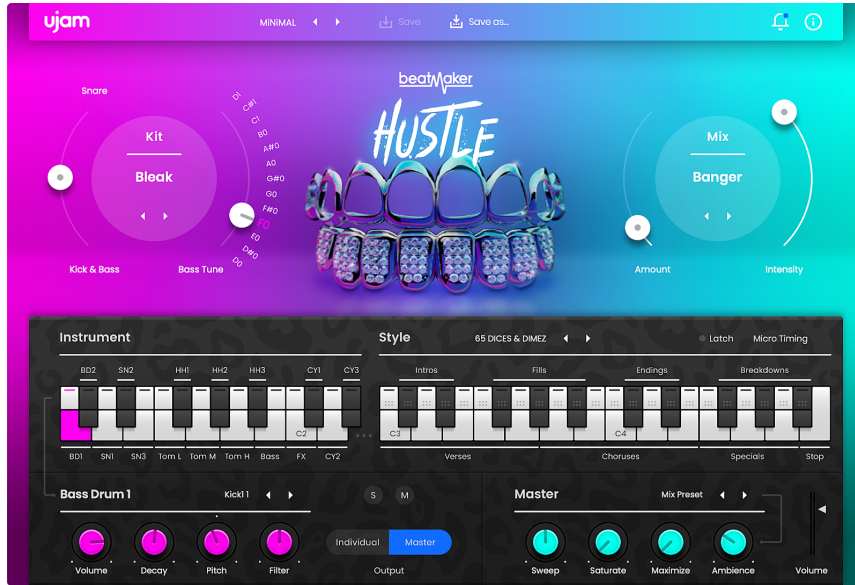 ujam
MiNiMAL
Save
Save as...
beatMaker
HUSTLE
Snare
Kit
Bleak
Kick & Bass
Bass Tune
D1
C#1
C1
B0
A#0
A0
G#0
G0
F#0
F0
E0
D#0
D0
Mix
Banger
Amount
Intensity
Instrument
Style
65 DICES & DIMEZ
Latch
Micro Timing
BD2 SN2 HH1 HH2 HH3 CY1 CY3
Intros Fills Endings Breakdowns
C2 C3 C4
BD1 SN1 SN3 Tom L Tom M Tom H Bass FX CY2
Verses Choruses Specials Stop
Bass Drum 1
Kick1 1
S M
Master
Mix Preset
Individual Master
Output
Volume Decay Pitch Filter
Sweep Saturate Maximize Ambience
Volume